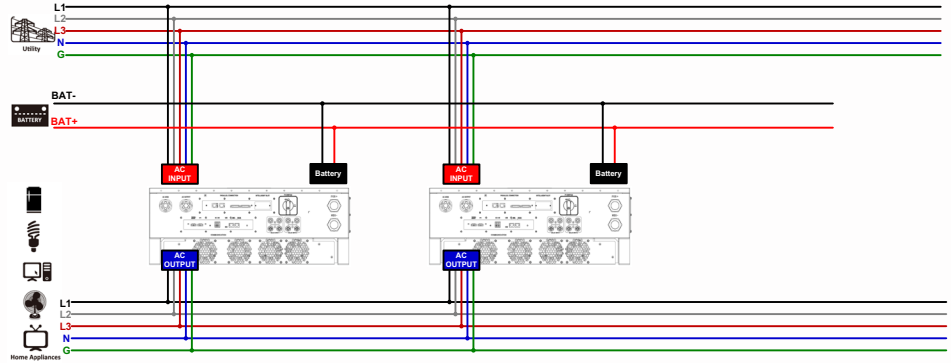 L1
L2
L3
N
G
Utility
BAT-
BATTERY
BAT+
AC
INPUT
Battery
AC
INPUT
Battery
AC
OUTPUT
AC
OUTPUT
L1
L2
L3
N
G
Home Appliances